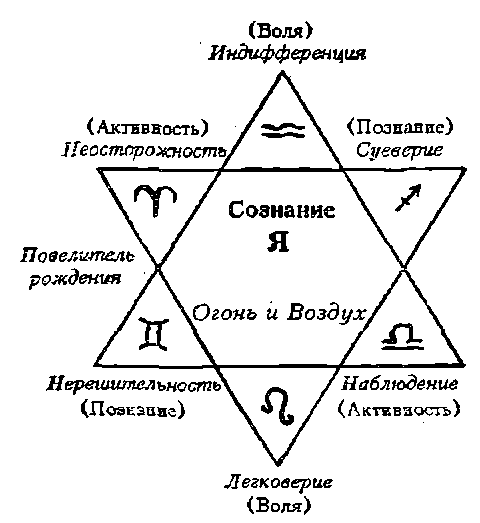 (Воля)
Индифференция
(Активность)
Неосторожность
(Познание)
Суеверие
Сознание
Я
Повелитель
рождения
Огонь и Воздух
Нерешительность
(Познание)
Наблюдение
(Активность)
Легковерие
(Воля)